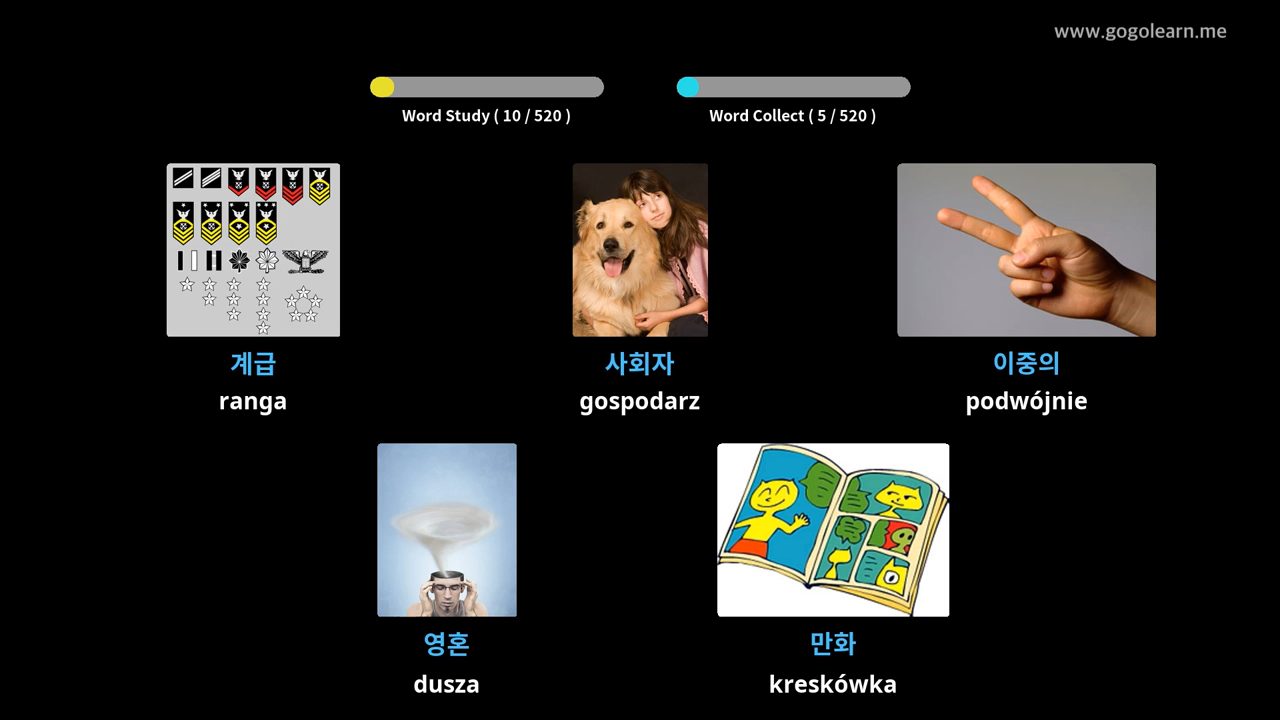 www.gogolearn.me
Word Study ( 10 / 520 )
Word Collect ( 5 / 520 )
계급
ranga
사회자
gospodarz
이중의
podwójnie
영혼
dusza
만화
kreskówka